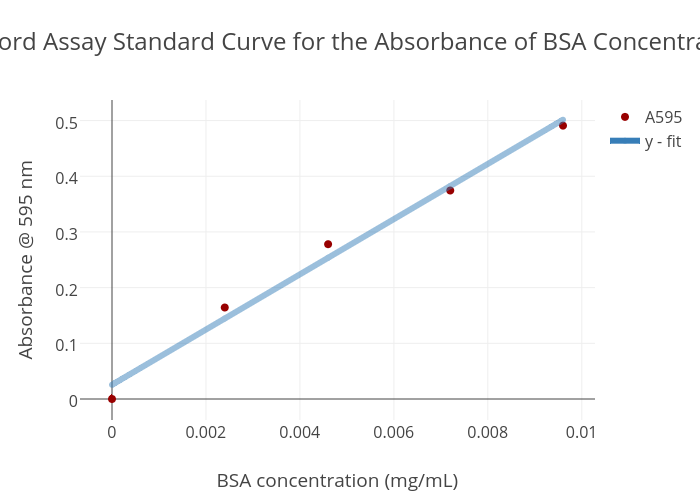 Assay Standard Curve for the Absorbance of BSA
A595
y - fit
0.5
0.4
0.3
0.2
0.1
0
Absorbance @ 595 nm
0 0.002 0.004 0.006 0.008 0.01
BSA concentration (mg/mL)